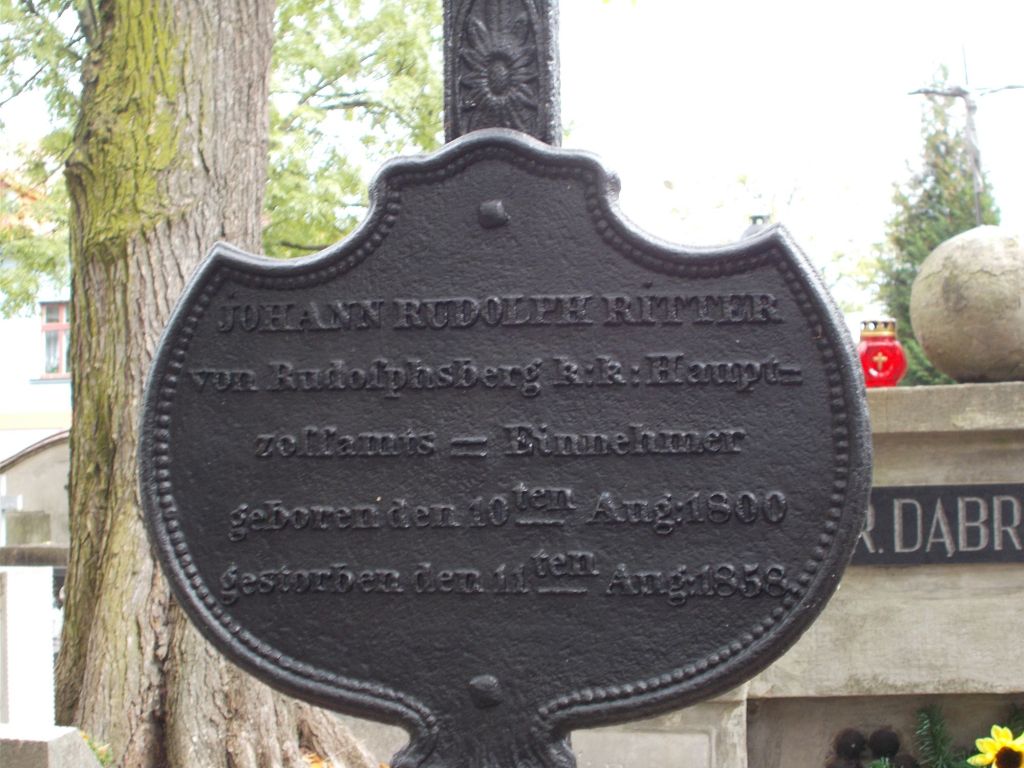 JOHANN RUDOLPH RITTER
von Rudolphsberg k:k: Haupt=
zollamts = Einnehmer
geboren den 10ten Aug:1800
gestorben den 11ten Aug:1858
R. DĄBR